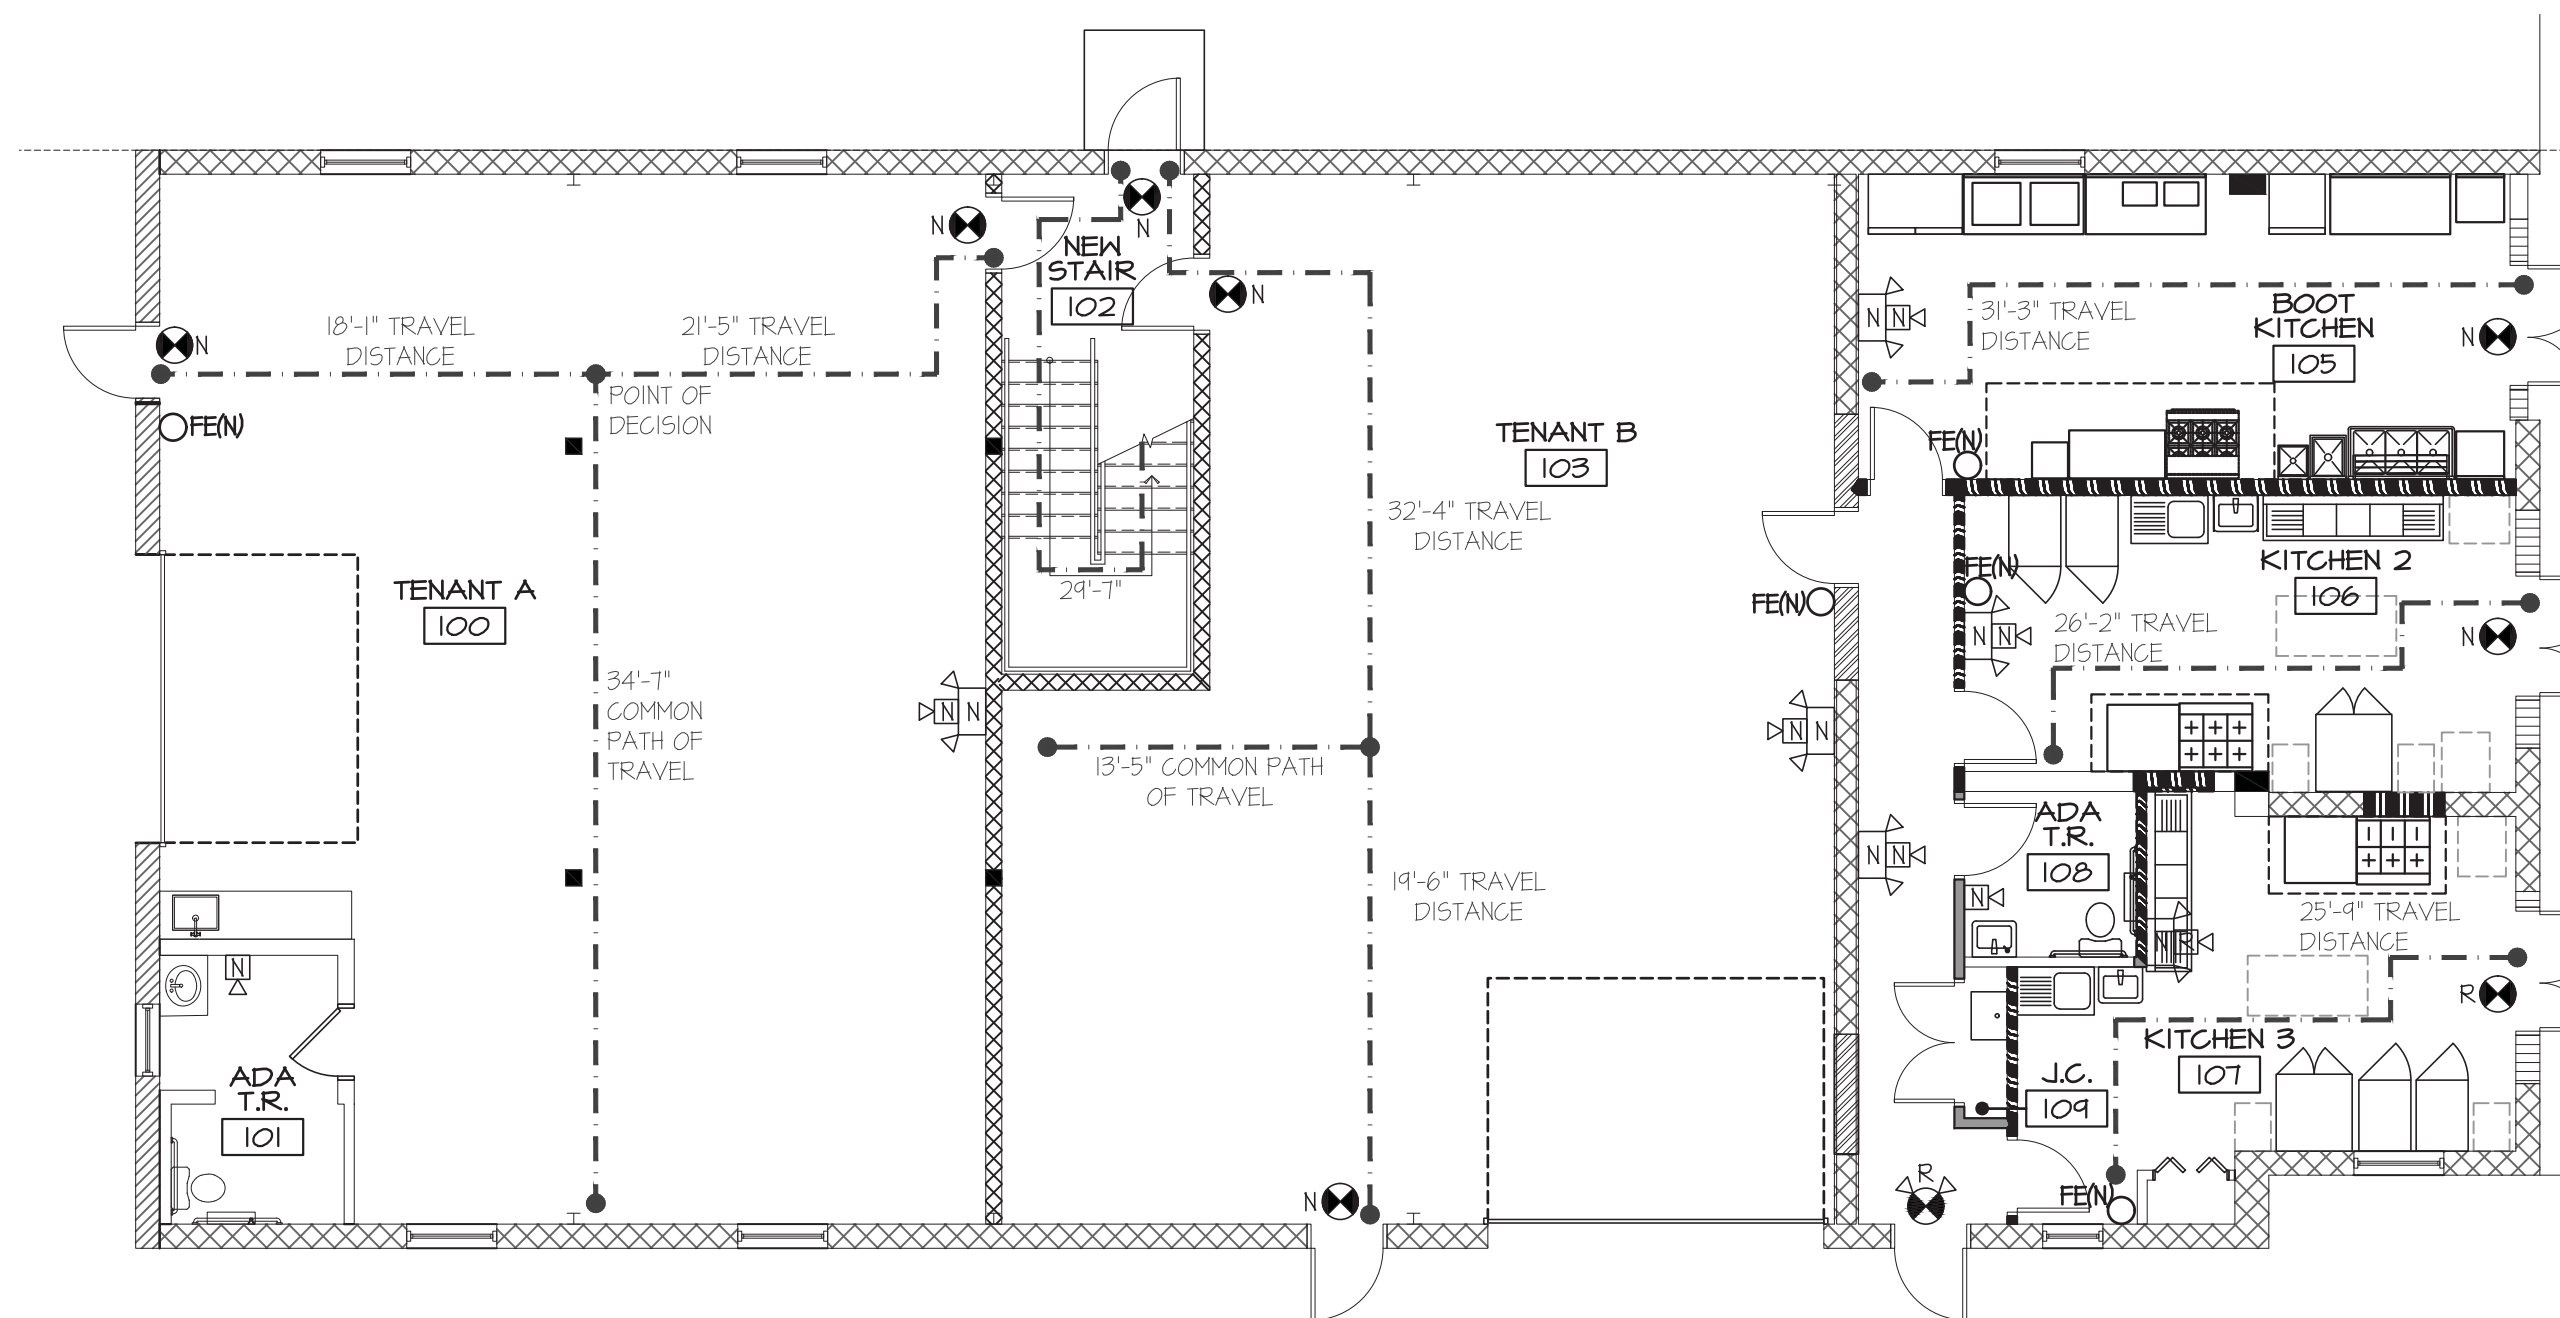 N
N
NEW
STAIR
102
N
18'-1" TRAVEL
DISTANCE
21'-5" TRAVEL
DISTANCE
N
FE(N)
POINT OF
DECISION
TENANT A
100
34'-7"
COMMON
PATH OF
TRAVEL
N N
N
ADA
T.R.
101
29'-7"
13'-5" COMMON PATH
OF TRAVEL
TENANT B
103
32'-4" TRAVEL
DISTANCE
19'-6" TRAVEL
DISTANCE
FE(N)
N N
N
N N
31'-3" TRAVEL
DISTANCE
BOOT
KITCHEN
105
N
FE(N)
FE(N)
KITCHEN 2
106
N N
26'-2" TRAVEL
DISTANCE
N
ADA
T.R.
108
N N
N
N R
25'-9" TRAVEL
DISTANCE
R
KITCHEN 3
107
J.C.
109
R
FE(N)